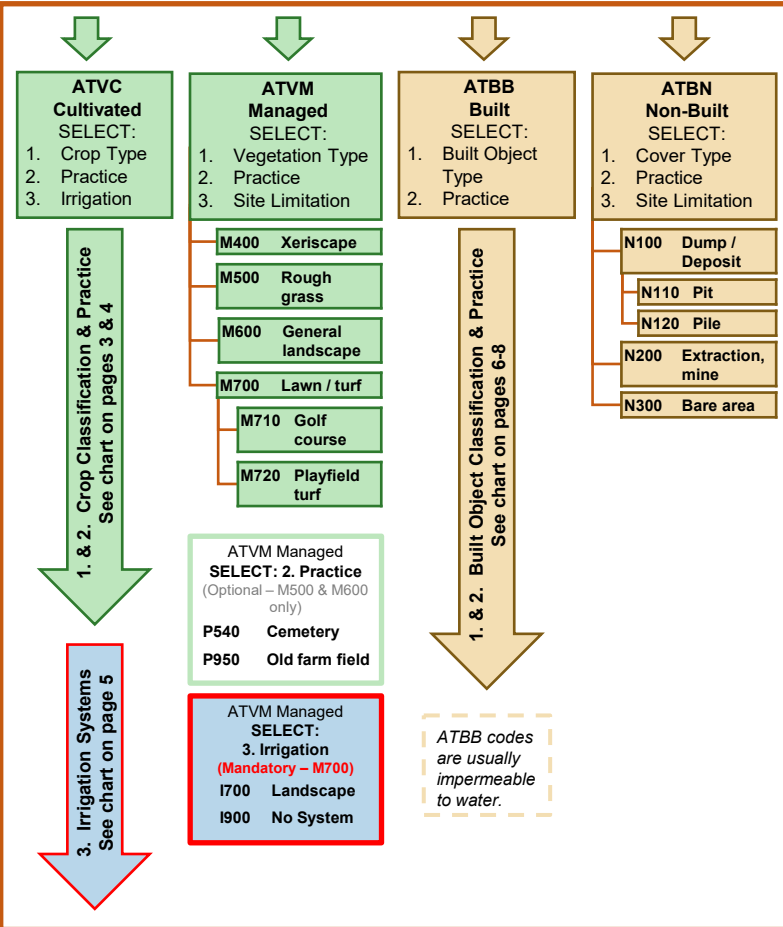 ATVC
Cultivated
SELECT:
1. Crop Type
2. Practice
3. Irrigation
1. & 2. Crop Classification & Practice
See chart on pages 3 & 4
3. Irrigation Systems
See chart on page 5
ATVM
Managed
SELECT:
1. Vegetation Type
2. Practice
3. Site Limitation
M400 Xeriscape
M500 Rough
grass
M600 General
landscape
M700 Lawn / turf
M710 Golf
course
M720 Playfield
turf
ATVM Managed
SELECT: 2. Practice
(Optional – M500 & M600
only)
P540 Cemetery
P950 Old farm field
ATVM Managed
SELECT:
3. Irrigation
(Mandatory – M700)
I700 Landscape
I900 No System
ATBB
Built
SELECT:
1. Built Object
Type
2. Practice
1. & 2. Built Object Classification & Practice
See chart on pages 6-8
ATBB codes
are usually
impermeable
to water.
ATBN
Non-Built
SELECT:
1. Cover Type
2. Practice
3. Site Limitation
N100 Dump /
Deposit
N110 Pit
N120 Pile
N200 Extraction,
mine
N300 Bare area